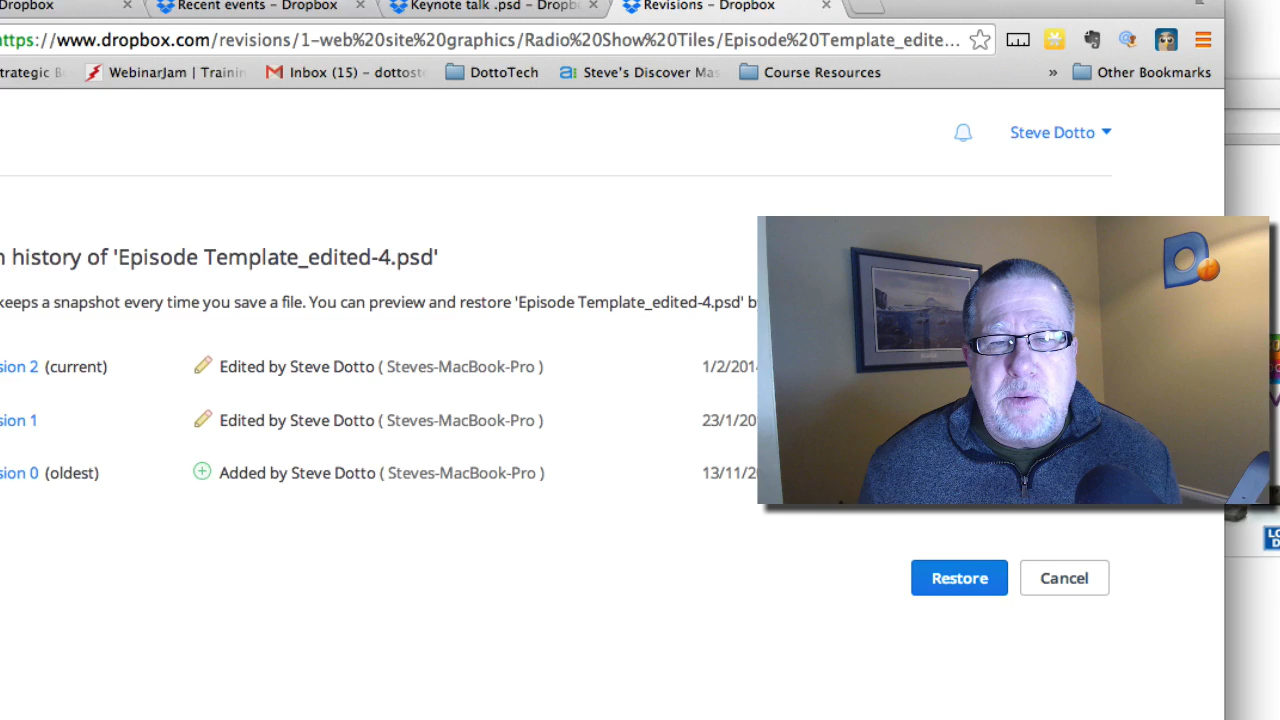 Dropbox × Recent events - Dropbox × Keynote talk .psd - Dropb × Revisions - Dropbox ×
https://www.dropbox.com/revisions/1-web%20site%20graphics/Radio%20Show%20Tiles/Episode%20Template_edite...
trategic B WebinarJam | Trainin Inbox (15) – dottoste DottoTech Steve's Discover Mas Course Resources » Other Bookmarks
Steve Dotto
n history of 'Episode Template_edited-4.psd'
keeps a snapshot every time you save a file. You can preview and restore 'Episode Template_edited-4.psd' b
sion 2 (current) Edited by Steve Dotto ( Steves-MacBook-Pro ) 1/2/201
sion 1 Edited by Steve Dotto ( Steves-MacBook-Pro ) 23/1/20
sion 0 (oldest) Added by Steve Dotto ( Steves-MacBook-Pro ) 13/11/2
Restore Cancel